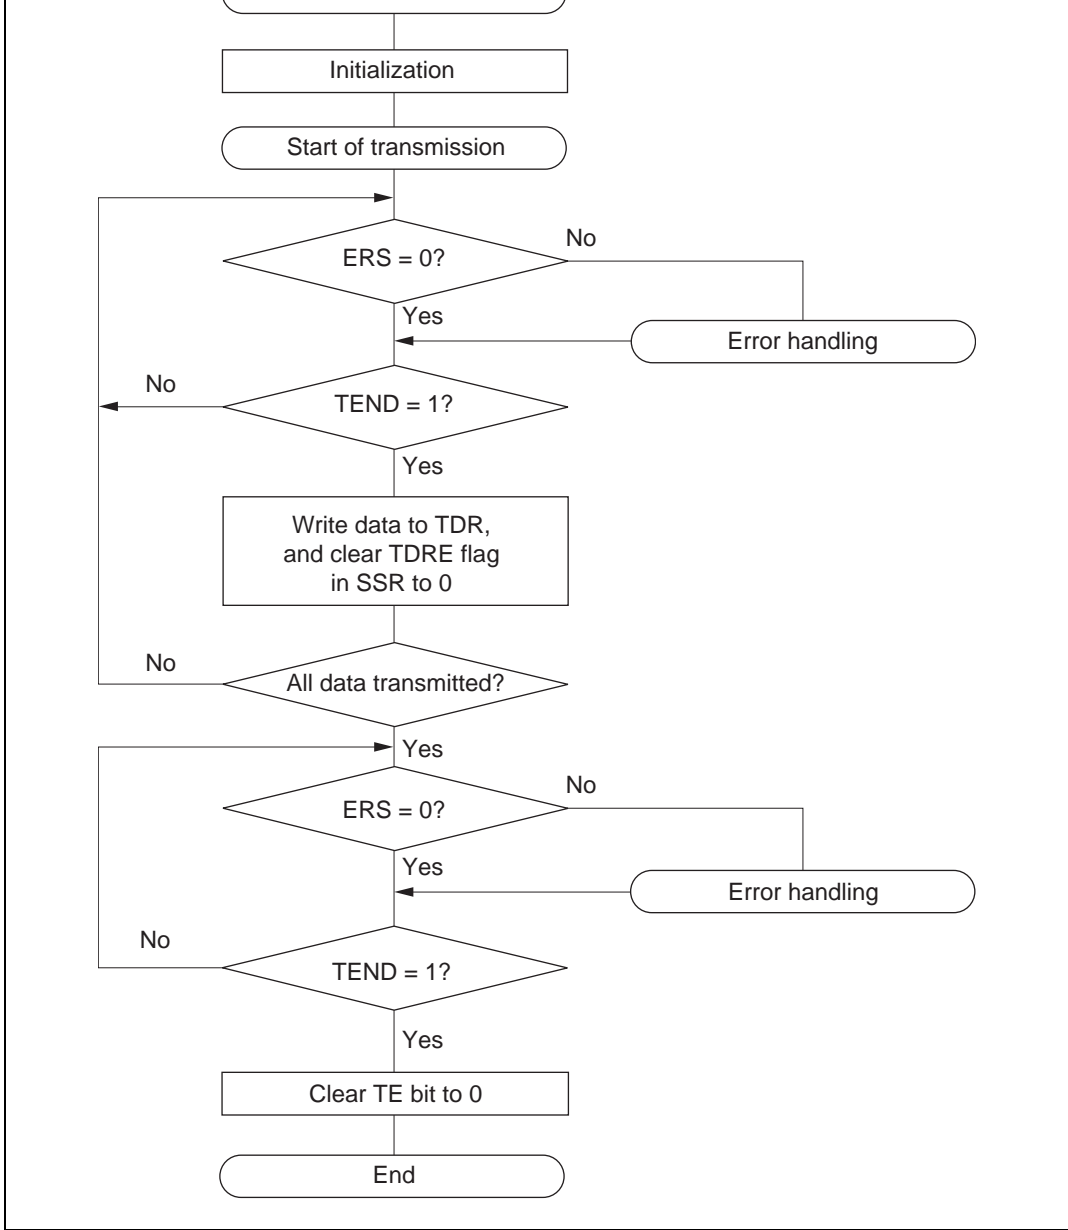 Initialization
Start of transmission
ERS = 0?
No
Yes
Error handling
No
TEND = 1?
Yes
Write data to TDR,
and clear TDRE flag
in SSR to 0
No
All data transmitted?
Yes
No
ERS = 0?
Yes
Error handling
No
TEND = 1?
Yes
Clear TE bit to 0
End